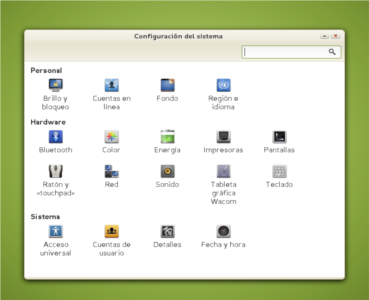 Configuración del sistema
Personal
Brillo y
bloqueo
Cuentas en
línea
Fondo
Región e
idioma
Hardware
Bluetooth
Color
Energía
Impresoras
Pantallas
Ratón y
«touchpad»
Red
Sonido
Tableta
gráfica
Wacom
Teclado
Sistema
Acceso
universal
Cuentas de
usuario
Detalles
Fecha y hora